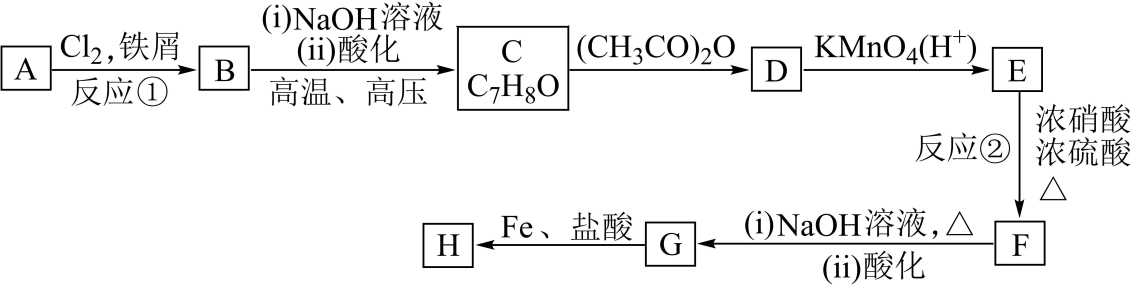 A
Cl₂,铁屑
反应①
B
(i)NaOH溶液
(ii)酸化
高温、高压
C
C₇H₈O
(CH₃CO)₂O
D
KMnO₄(H⁺)
E
反应②
浓硝酸
浓硫酸
△
F
(i)NaOH溶液,△
(ii)酸化
G
Fe、盐酸
H